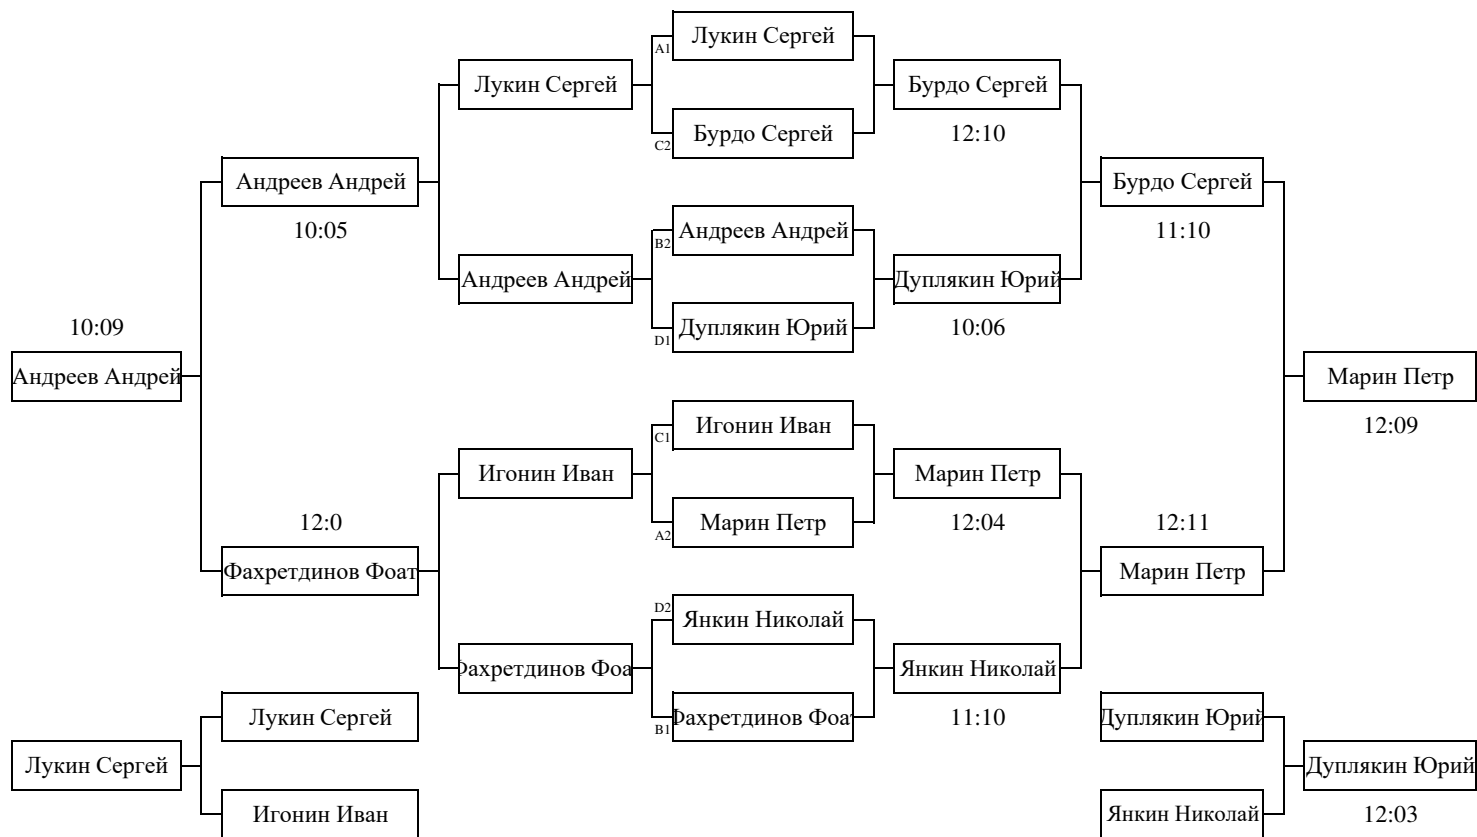 Лукин Сергей
A1
Лукин Сергей
Бурдо Сергей
Бурдо Сергей
C2
12:10
Андреев Андрей
Бурдо Сергей
Андреев Андрей
10:05
B2
11:10
Андреев Андрей
Дуплякин Юрий
10:09
Дуплякин Юрий
D1
10:06
Андреев Андрей
Марин Петр
Игонин Иван
C1
12:09
Игонин Иван
Марин Петр
12:0
Марин Петр
A2
12:04
12:11
Фахретдинов Фоат
Марин Петр
D2
Янкин Николай
Фахретдинов Фоа
Янкин Николай
Лукин Сергей
Фахретдинов Фоат
B1
11:10
Дуплякин Юрий
Лукин Сергей
Дуплякин Юрий
Игонин Иван
Янкин Николай
12:03